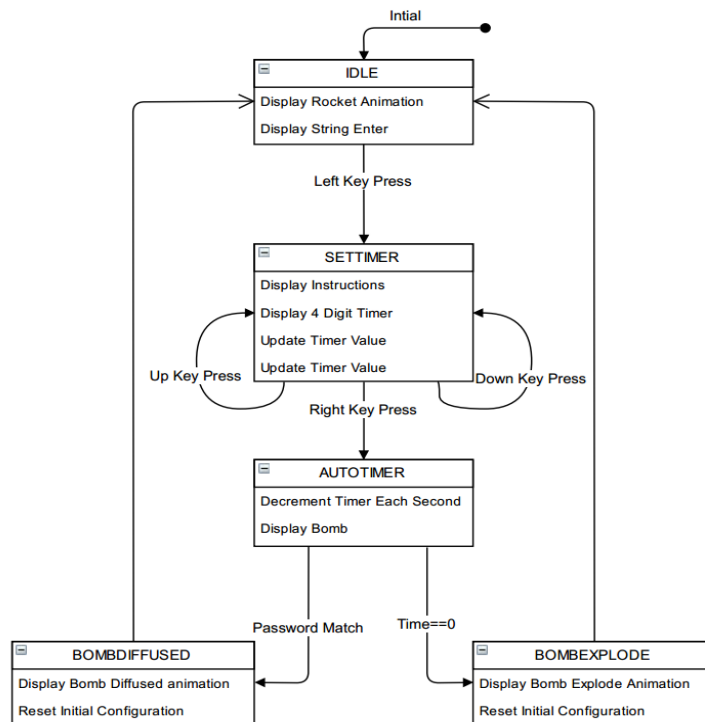 Intial
IDLE
Display Rocket Animation
Display String Enter
Left Key Press
SETTIMER
Display Instructions
Display 4 Digit Timer
Update Timer Value
Update Timer Value
Up Key Press
Down Key Press
Right Key Press
AUTOTIMER
Decrement Timer Each Second
Display Bomb
Password Match
Time==0
BOMBDIFFUSED
Display Bomb Diffused animation
Reset Initial Configuration
BOMBEXPLODE
Display Bomb Explode Animation
Reset Initial Configuration